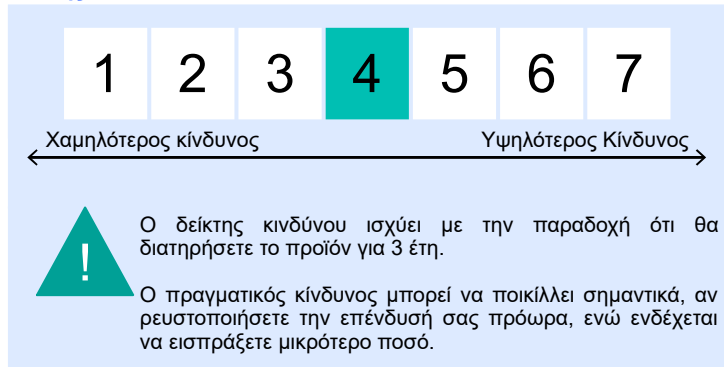 1 2 3 4 5 6 7
Χαμηλότερος κίνδυνος Υψηλότερος Κίνδυνος
!
Ο δείκτης κινδύνου ισχύει με την παραδοχή ότι θα
διατηρήσετε το προϊόν για 3 έτη.
Ο πραγματικός κίνδυνος μπορεί να ποικίλλει σημαντικά, αν
ρευστοποιήσετε την επένδυσή σας πρόωρα, ενώ ενδέχεται
να εισπράξετε μικρότερο ποσό.